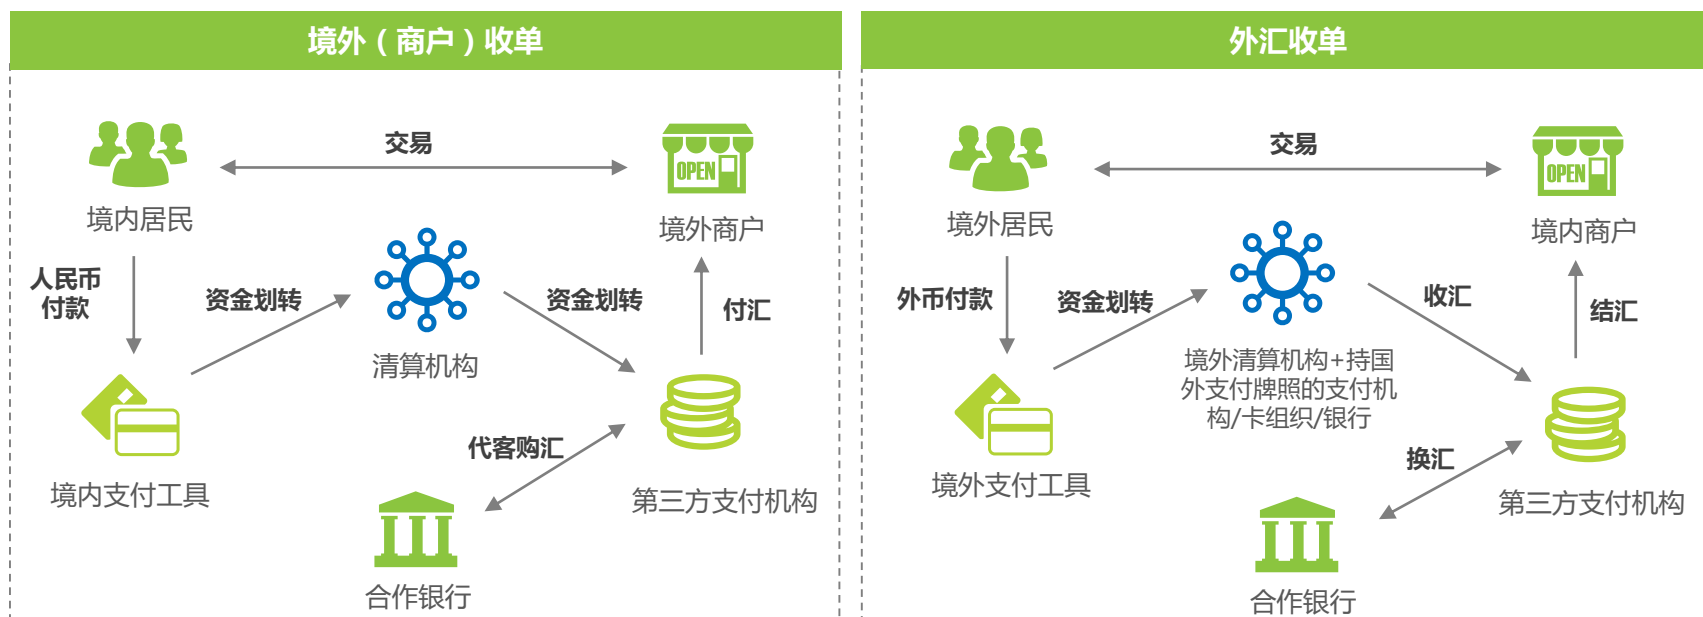 境外（商户）收单
交易
OPEN
境内居民
境外商户
人民币
付款
资金划转
资金划转
付汇
清算机构
代客购汇
境内支付工具
第三方支付机构
合作银行
外汇收单
交易
OPEN
境外居民
境内商户
外币付款
资金划转
收汇
结汇
境外清算机构+持国
外支付牌照的支付机
构/卡组织/银行
换汇
境外支付工具
第三方支付机构
合作银行